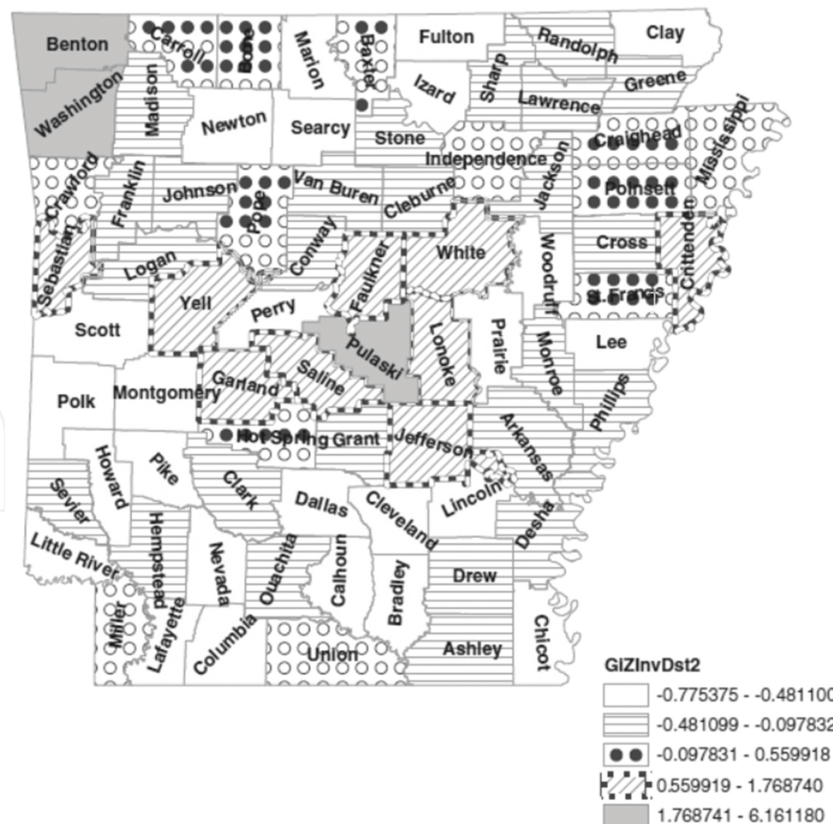 Benton
Carroll
Boone
Marion
Baxter
Fulton
Randolph
Clay
Washington
Madison
Newton
Searcy
Izard
Sharp
Lawrence
Greene
Stone
Independence
Craighead
Mississippi
Crawford
Franklin
Johnson
Pope
Van Buren
Cleburne
Jackson
Poinsett
Sebastian
Logan
Conway
Faulkner
White
Woodruff
Cross
Crittenden
Yell
St. Francis
Scott
Perry
Pulaski
Lonoke
Prairie
Monroe
Lee
Polk
Montgomery
Garland
Saline
Phillips
Hot Spring
Grant
Jefferson
Arkansas
Howard
Pike
Clark
Dallas
Cleveland
Lincoln
Desha
Sevier
Little River
Hempstead
Nevada
Ouachita
Calhoun
Bradley
Drew
Miller
Lafayette
Columbia
Union
Ashley
Chicot
GIZInvDst2
-0.775375 - -0.481100
-0.481099 - -0.097832
-0.097831 - 0.559918
0.559919 - 1.768740
1.768741 - 6.161180